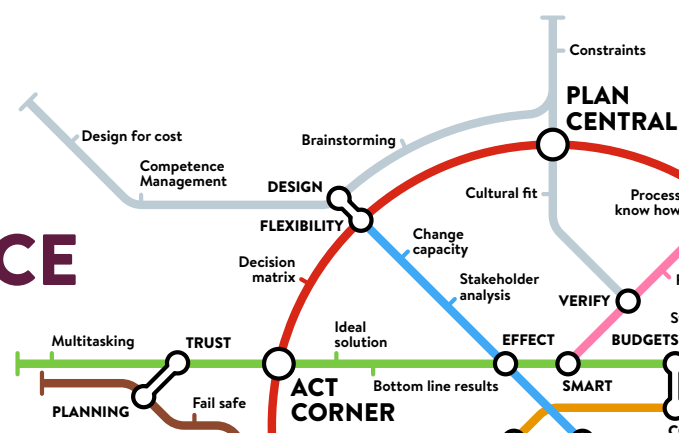 Constraints
PLAN
CENTRAL
Design for cost
Brainstorming
Competence
Management
DESIGN
Cultural fit
Process
know how
FLEXIBILITY
CE
Change
capacity
Decision
matrix
Stakeholder
analysis
VERIFY
Multitasking
TRUST
Ideal
solution
EFFECT
BUDGETS
ACT
CORNER
Bottom line results
SMART
PLANNING
Fail safe